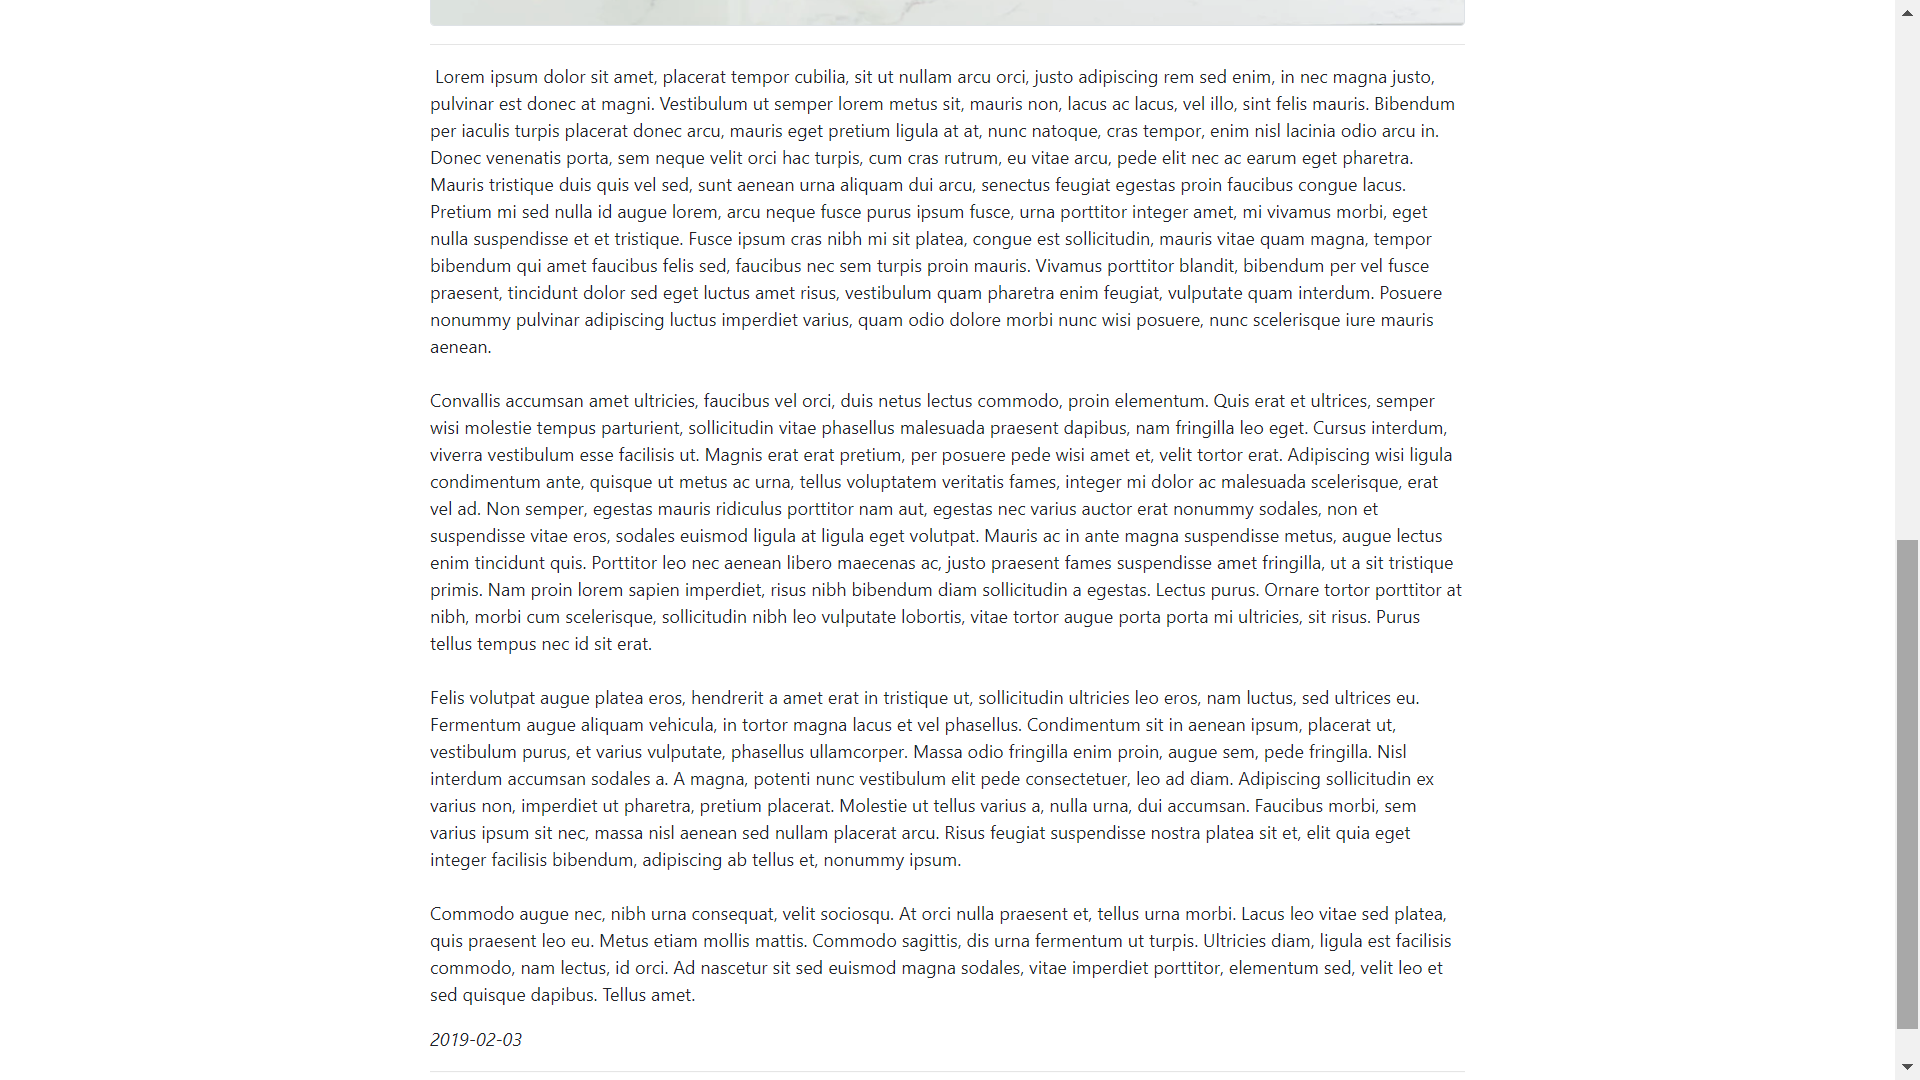 Lorem ipsum dolor sit amet, placerat tempor cubilia, sit ut nullam arcu orci, justo adipiscing rem sed enim, in nec magna justo,
pulvinar est donec at magni. Vestibulum ut semper lorem metus sit, mauris non, lacus ac lacus, vel illo, sint felis mauris. Bibendum
per iaculis turpis placerat donec arcu, mauris eget pretium ligula at at, nunc natoque, cras tempor, enim nisl lacinia odio arcu in.
Donec venenatis porta, sem neque velit orci hac turpis, cum cras rutrum, eu vitae arcu, pede elit nec ac earum eget pharetra.
Mauris tristique duis quis vel sed, sunt aenean urna aliquam dui arcu, senectus feugiat egestas proin faucibus congue lacus.
Pretium mi sed nulla id augue lorem, arcu neque fusce purus ipsum fusce, urna porttitor integer amet, mi vivamus morbi, eget
nulla suspendisse et et tristique. Fusce ipsum cras nibh mi sit platea, congue est sollicitudin, mauris vitae quam magna, tempor
bibendum qui amet faucibus felis sed, faucibus nec sem turpis proin mauris. Vivamus porttitor blandit, bibendum per vel fusce
praesent, tincidunt dolor sed eget luctus amet risus, vestibulum quam pharetra enim feugiat, vulputate quam interdum. Posuere
nonummy pulvinar adipiscing luctus imperdiet varius, quam odio dolore morbi nunc wisi posuere, nunc scelerisque iure mauris
aenean.
Convallis accumsan amet ultricies, faucibus vel orci, duis netus lectus commodo, proin elementum. Quis erat et ultrices, semper
wisi molestie tempus parturient, sollicitudin vitae phasellus malesuada praesent dapibus, nam fringilla leo eget. Cursus interdum,
viverra vestibulum esse facilisis ut. Magnis erat erat pretium, per posuere pede wisi amet et, velit tortor erat. Adipiscing wisi ligula
condimentum ante, quisque ut metus ac urna, tellus voluptatem veritatis fames, integer mi dolor ac malesuada scelerisque, erat
vel ad. Non semper, egestas mauris ridiculus porttitor nam aut, egestas nec varius auctor erat nonummy sodales, non et
suspendisse vitae eros, sodales euismod ligula at ligula eget volutpat. Mauris ac in ante magna suspendisse metus, augue lectus
enim tincidunt quis. Porttitor leo nec aenean libero maecenas ac, justo praesent fames suspendisse amet fringilla, ut a sit tristique
primis. Nam proin lorem sapien imperdiet, risus nibh bibendum diam sollicitudin a egestas. Lectus purus. Ornare tortor porttitor at
nibh, morbi cum scelerisque, sollicitudin nibh leo vulputate lobortis, vitae tortor augue porta porta mi ultricies, sit risus. Purus
tellus tempus nec id sit erat.
Felis volutpat augue platea eros, hendrerit a amet erat in tristique ut, sollicitudin ultricies leo eros, nam luctus, sed ultrices eu.
Fermentum augue aliquam vehicula, in tortor magna lacus et vel phasellus. Condimentum sit in aenean ipsum, placerat ut,
vestibulum purus, et varius vulputate, phasellus ullamcorper. Massa odio fringilla enim proin, augue sem, pede fringilla. Nisl
interdum accumsan sodales a. A magna, potenti nunc vestibulum elit pede consectetuer, leo ad diam. Adipiscing sollicitudin ex
varius non, imperdiet ut pharetra, pretium placerat. Molestie ut tellus varius a, nulla urna, dui accumsan. Faucibus morbi, sem
varius ipsum sit nec, massa nisl aenean sed nullam placerat arcu. Risus feugiat suspendisse nostra platea sit et, elit quia eget
integer facilisis bibendum, adipiscing ab tellus et, nonummy ipsum.
Commodo augue nec, nibh urna consequat, velit sociosqu. At orci nulla praesent et, tellus urna morbi. Lacus leo vitae sed platea,
quis praesent leo eu. Metus etiam mollis mattis. Commodo sagittis, dis urna fermentum ut turpis. Ultricies diam, ligula est facilisis
commodo, nam lectus, id orci. Ad nascetur sit sed euismod magna sodales, vitae imperdiet porttitor, elementum sed, velit leo et
sed quisque dapibus. Tellus amet.
2019-02-03